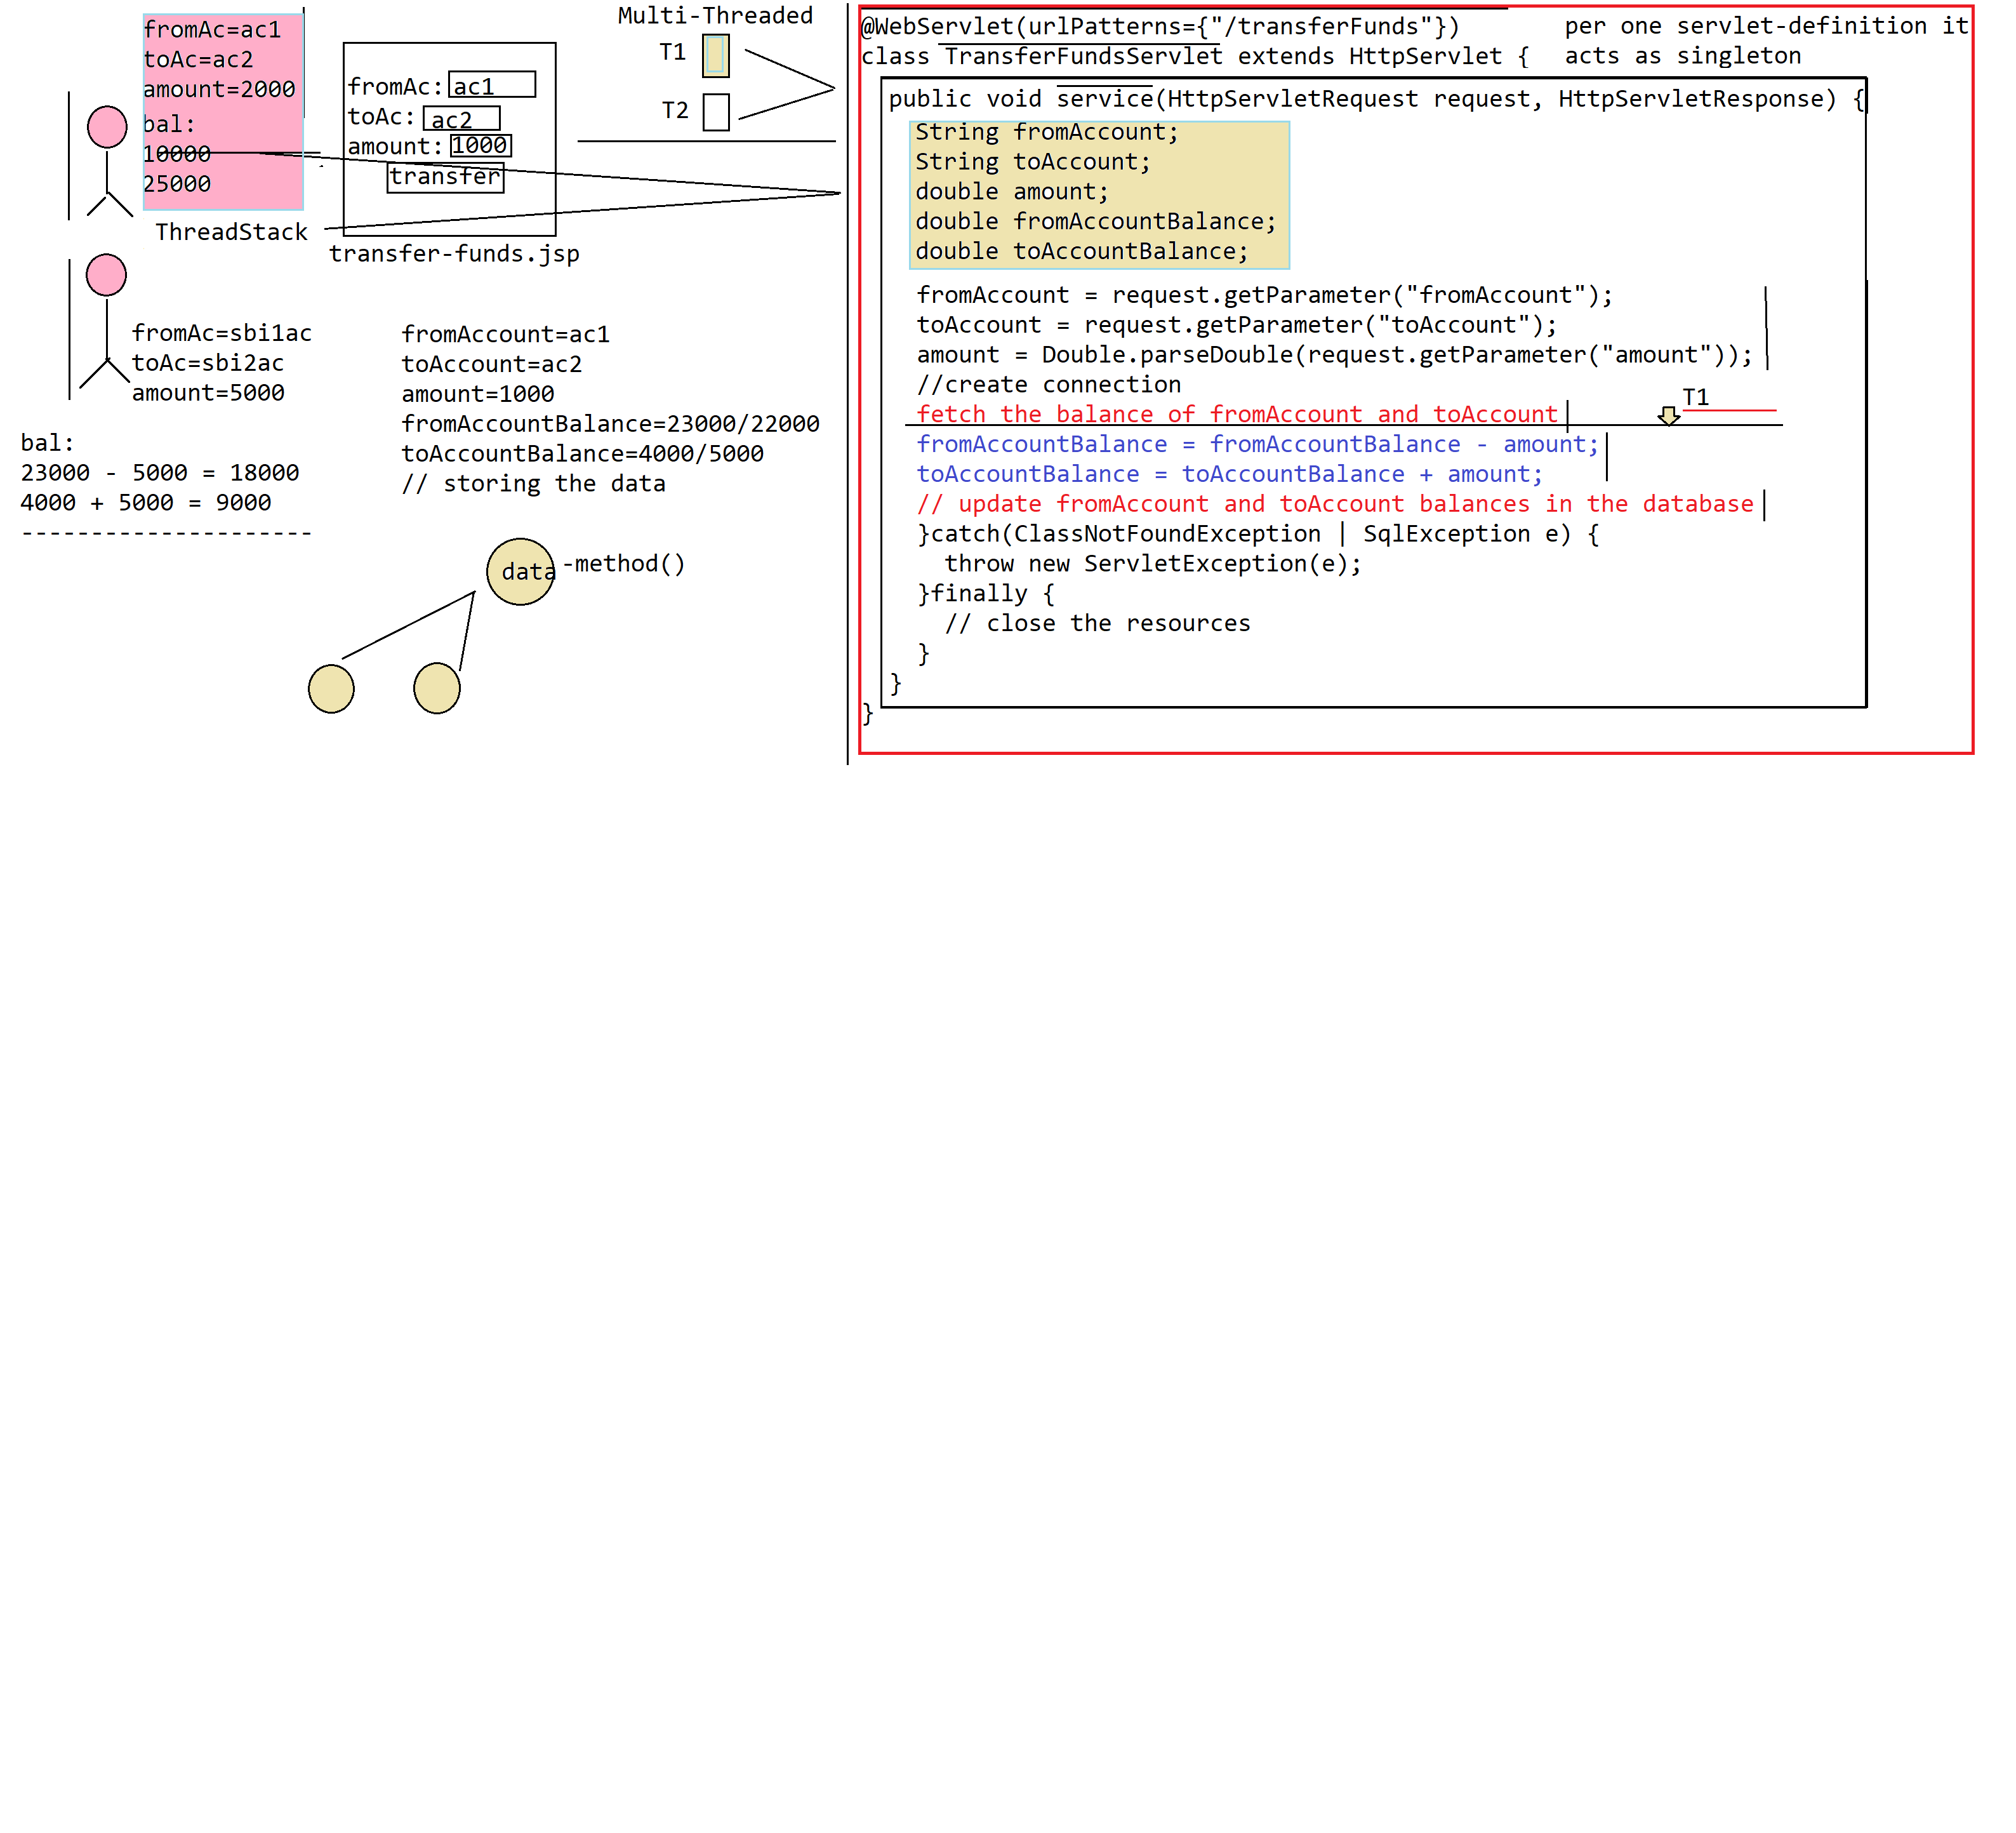 fromAc=ac1
toAc=ac2
amount=2000
bal:
10000
25000
ThreadStack
fromAc: ac1
toAc: ac2
amount: 1000
transfer
transfer-funds.jsp
Multi-Threaded
T1
T2
fromAc=sbi1ac
toAc=sbi2ac
amount=5000
bal:
23000 - 5000 = 18000
4000 + 5000 = 9000
----------------------
fromAccount=ac1
toAccount=ac2
amount=1000
fromAccountBalance=23000/22000
toAccountBalance=4000/5000
// storing the data
data -method()
@WebServlet(urlPatterns={"/transferFunds"})
class TransferFundsServlet extends HttpServlet {
per one servlet-definition it
acts as singleton
public void service(HttpServletRequest request, HttpServletResponse) {
String fromAccount;
String toAccount;
double amount;
double fromAccountBalance;
double toAccountBalance;
fromAccount = request.getParameter("fromAccount");
toAccount = request.getParameter("toAccount");
amount = Double.parseDouble(request.getParameter("amount"));
//create connection
fetch the balance of fromAccount and toAccount
T1
fromAccountBalance = fromAccountBalance - amount;
toAccountBalance = toAccountBalance + amount;
// update fromAccount and toAccount balances in the database
}catch(ClassNotFoundException | SqlException e) {
throw new ServletException(e);
}finally {
// close the resources
}
}
}